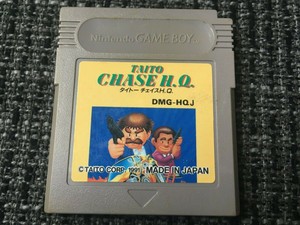 Nintendo GAME BOY
TAITO
CHASE H.Q.
タイトー チェイスH.Q.
DMG-HQJ
© TAITO CORP. 1991 MADE IN JAPAN